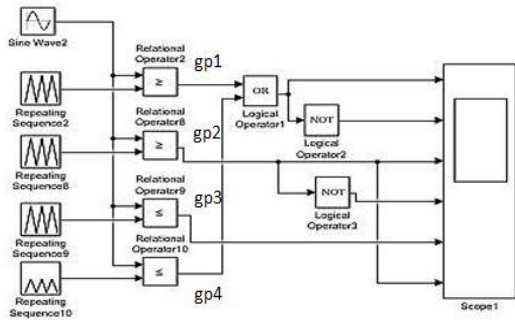 Sine Wave2
Repeating
Sequence2
Repeating
Sequence8
Repeating
Sequence9
Repeating
Sequence10
Relational
Operator2
≥
gp1
Relational
Operator8
≥
gp2
Relational
Operator9
≤
gp3
Relational
Operator10
≤
gp4
OR
Logical
Operator1
NOT
Logical
Operator2
NOT
Logical
Operator3
Scope1